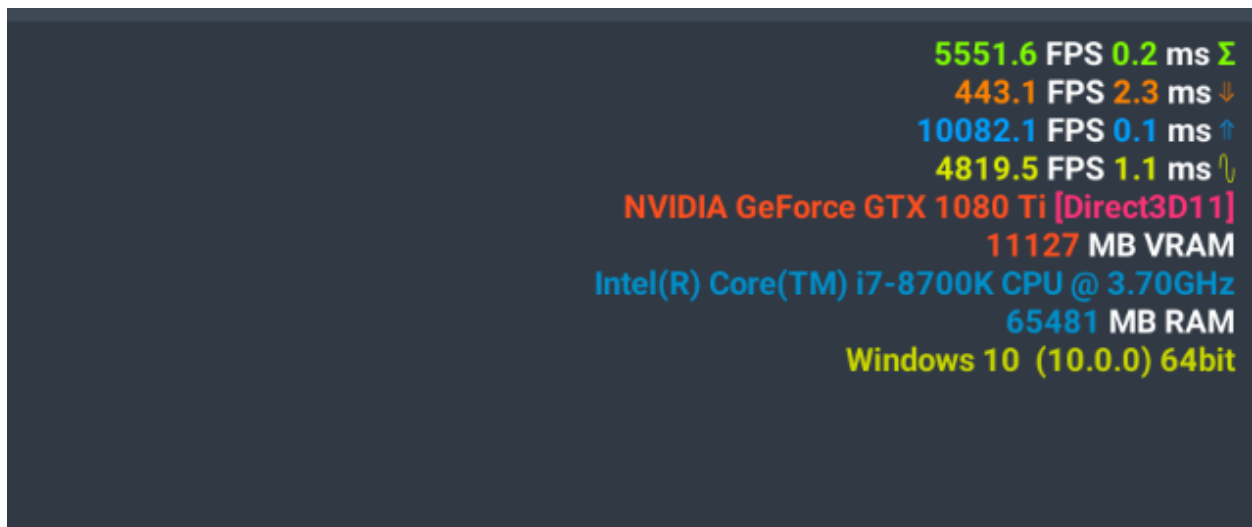 5551.6 FPS 0.2 ms Σ
443.1 FPS 2.3 ms ⇓
10082.1 FPS 0.1 ms ⇑
4819.5 FPS 1.1 ms ∿
NVIDIA GeForce GTX 1080 Ti [Direct3D11]
11127 MB VRAM
Intel(R) Core(TM) i7-8700K CPU @ 3.70GHz
65481 MB RAM
Windows 10  (10.0.0) 64bit